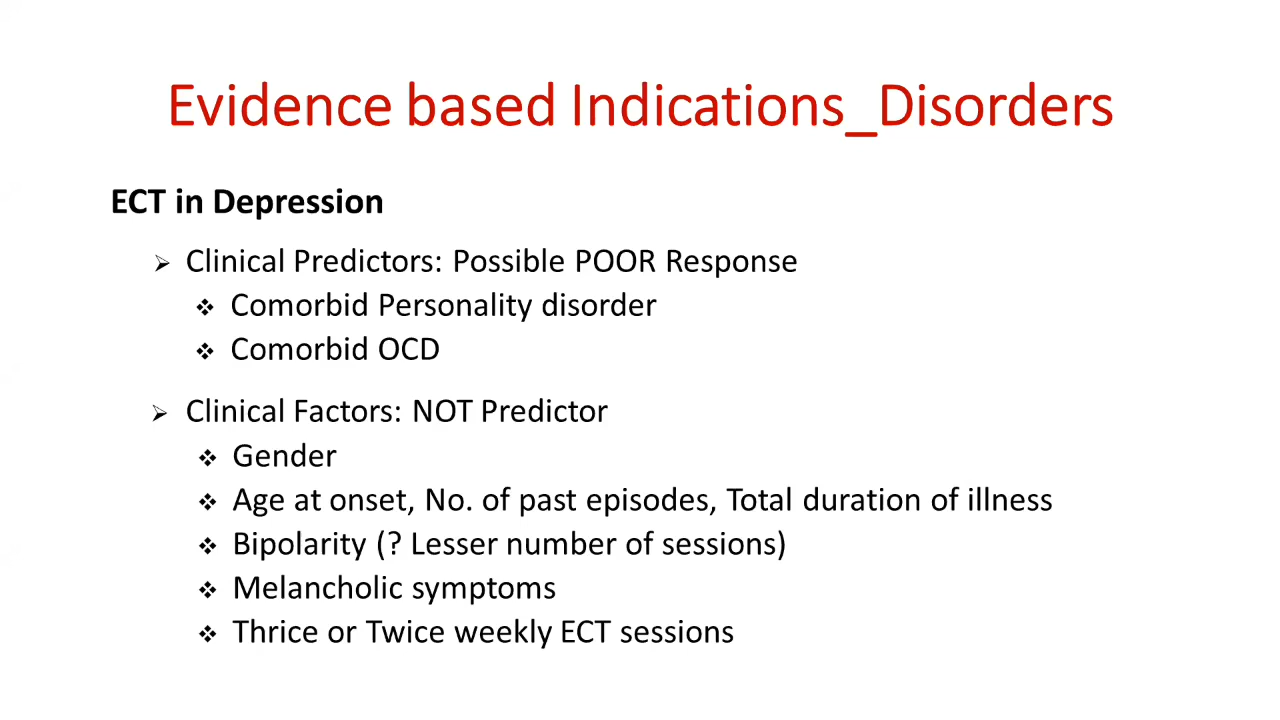 Evidence based Indications_Disorders
ECT in Depression
➢ Clinical Predictors: Possible POOR Response
❖ Comorbid Personality disorder
❖ Comorbid OCD
➢ Clinical Factors: NOT Predictor
❖ Gender
❖ Age at onset, No. of past episodes, Total duration of illness
❖ Bipolarity (? Lesser number of sessions)
❖ Melancholic symptoms
❖ Thrice or Twice weekly ECT sessions